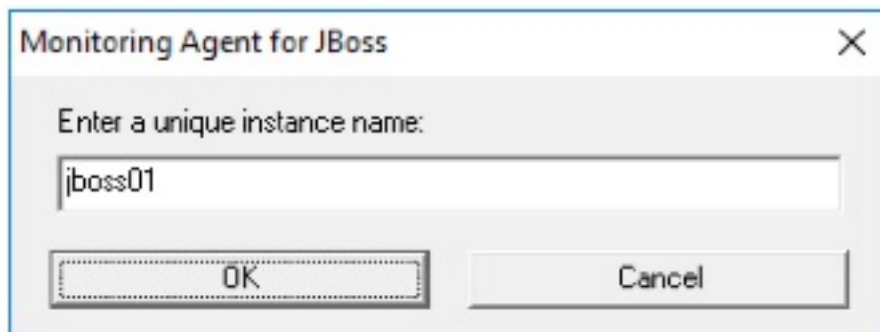 Monitoring Agent for JBoss
Enter a unique instance name:
jboss01
OK
Cancel